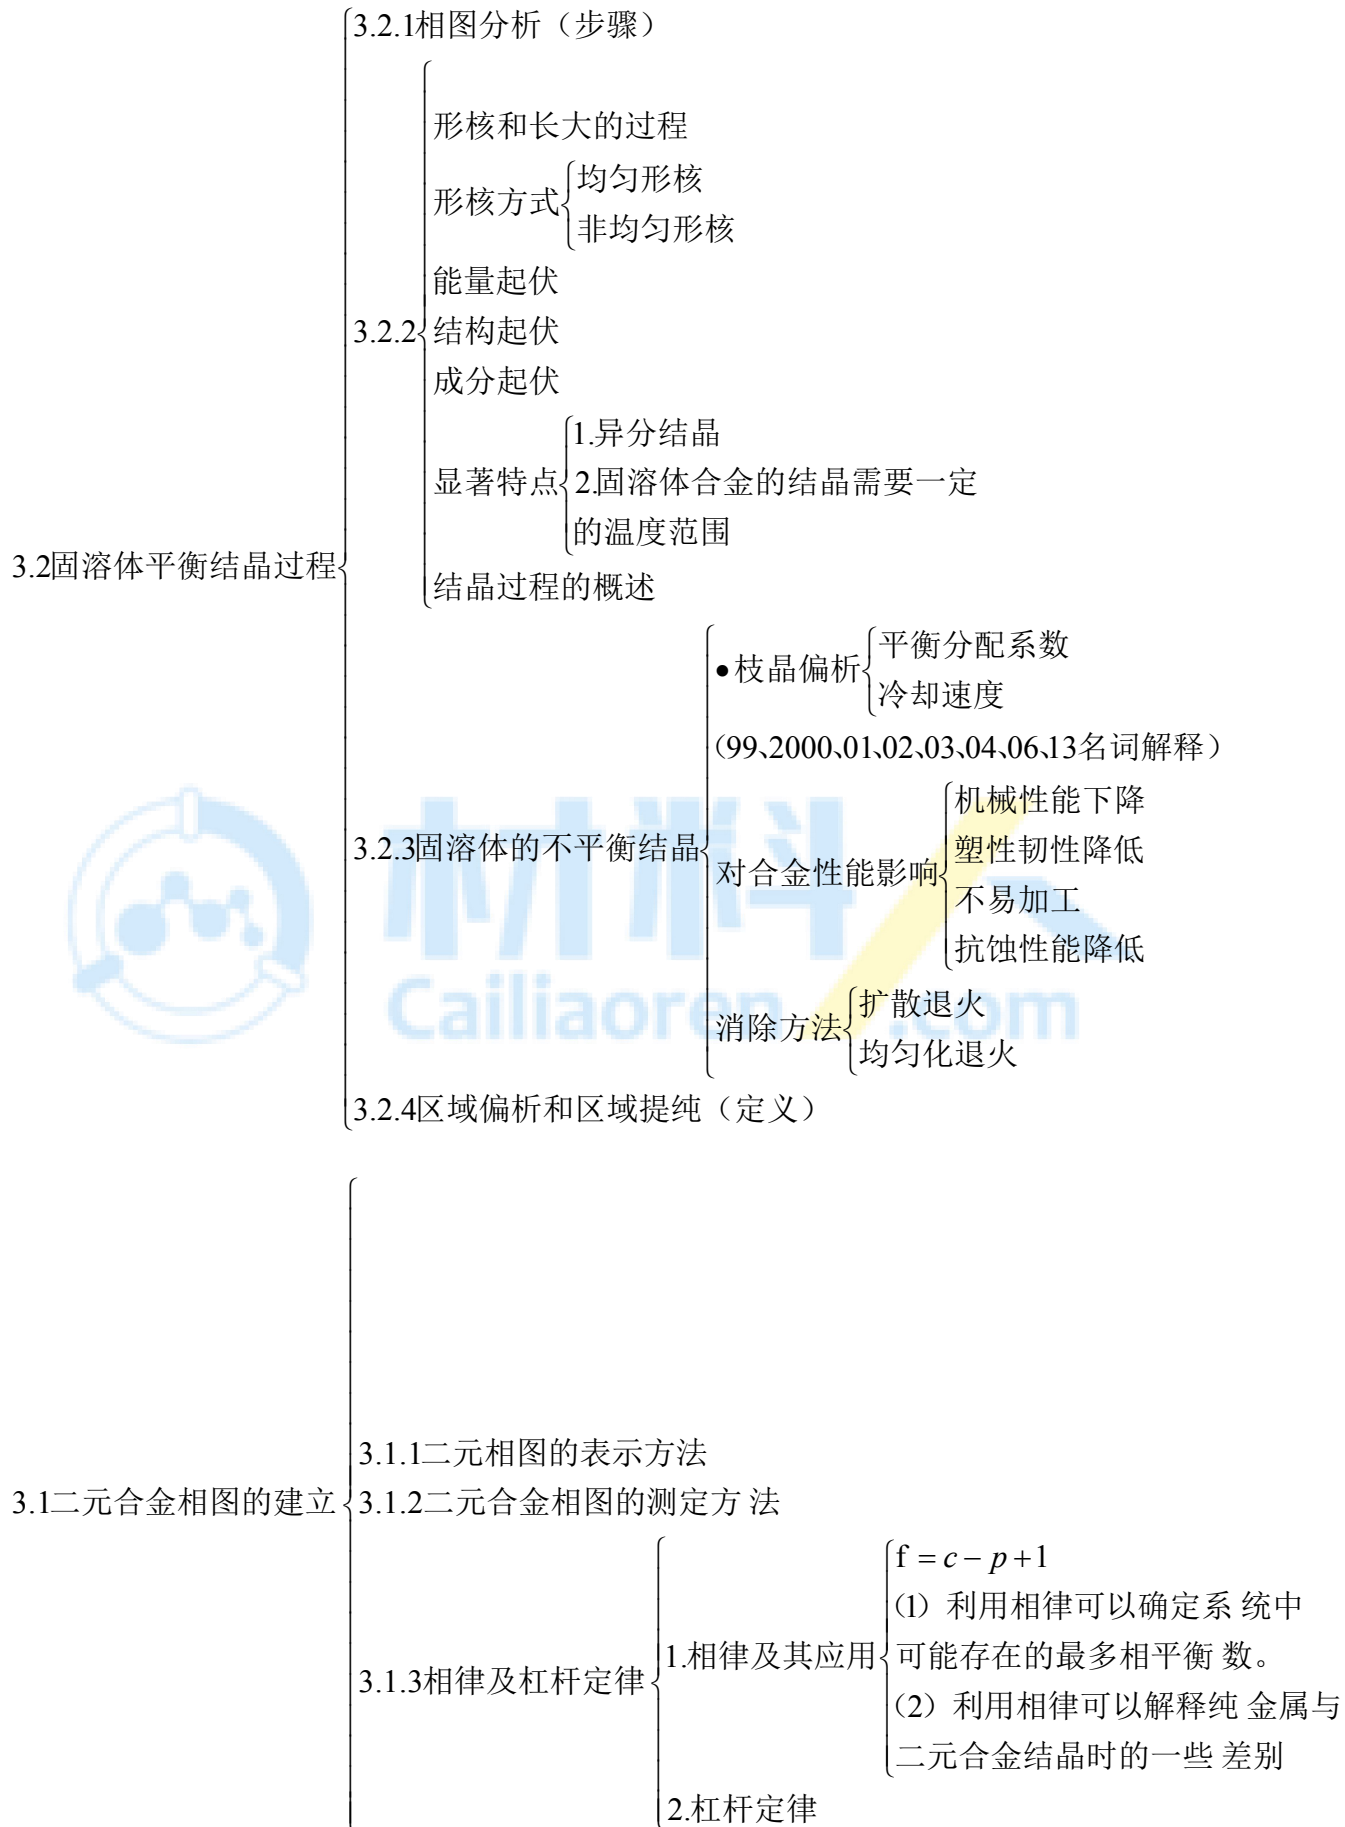 3.2.1相图分析（步骤）
形核和长大的过程
形核方式
均匀形核
非均匀形核
能量起伏
3.2.2
结构起伏
成分起伏
显著特点
1.异分结晶
2.固溶体合金的结晶需要一定
的温度范围
3.2固溶体平衡结晶过程
结晶过程的概述
•枝晶偏析
平衡分配系数
冷却速度
（99、2000、01、02、03、04、06、13名词解释）
3.2.3固溶体的不平衡结晶
对合金性能影响
机械性能下降
塑性韧性降低
不易加工
抗蚀性能降低
消除方法
扩散退火
均匀化退火
3.2.4区域偏析和区域提纯（定义）
材料人
Cailiaoren.com
3.1二元合金相图的建立
3.1.1二元相图的表示方法
3.1.2二元合金相图的测定方 法
3.1.3相律及杠杆定律
1.相律及其应用
f = c − p +1
（1）利用相律可以确定系 统中
可能存在的最多相平衡 数。
（2）利用相律可以解释纯 金属与
二元合金结晶时的一些 差别
2.杠杆定律